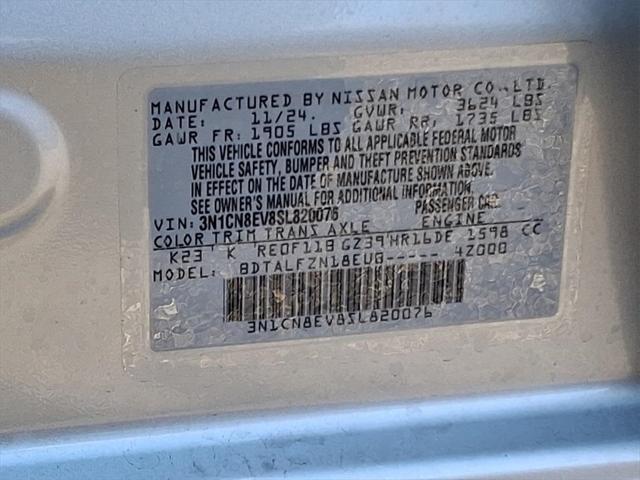 MANUFACTURED BY NISSAN MOTOR CO., LTD.
DATE: 11/24. GVWR: 3624 LBS
GAWR FR: 1905 LBS GAWR RR: 1735 LBS
THIS VEHICLE CONFORMS TO ALL APPLICABLE FEDERAL MOTOR
VEHICLE SAFETY, BUMPER AND THEFT PREVENTION STANDARDS
IN EFFECT ON THE DATE OF MANUFACTURE SHOWN ABOVE.
SEE OWNER'S MANUAL FOR ADDITIONAL INFORMATION.
VIN: 3N1CN8EV8SL820076 PASSENGER CAR
COLOR TRIM TRANS AXLE ENGINE
K23 K RE0F11B GZ39 HR16DE 1598 CC
MODEL: BDTALFZN18EUB----- 4Z000
3N1CN8EV8SL820076